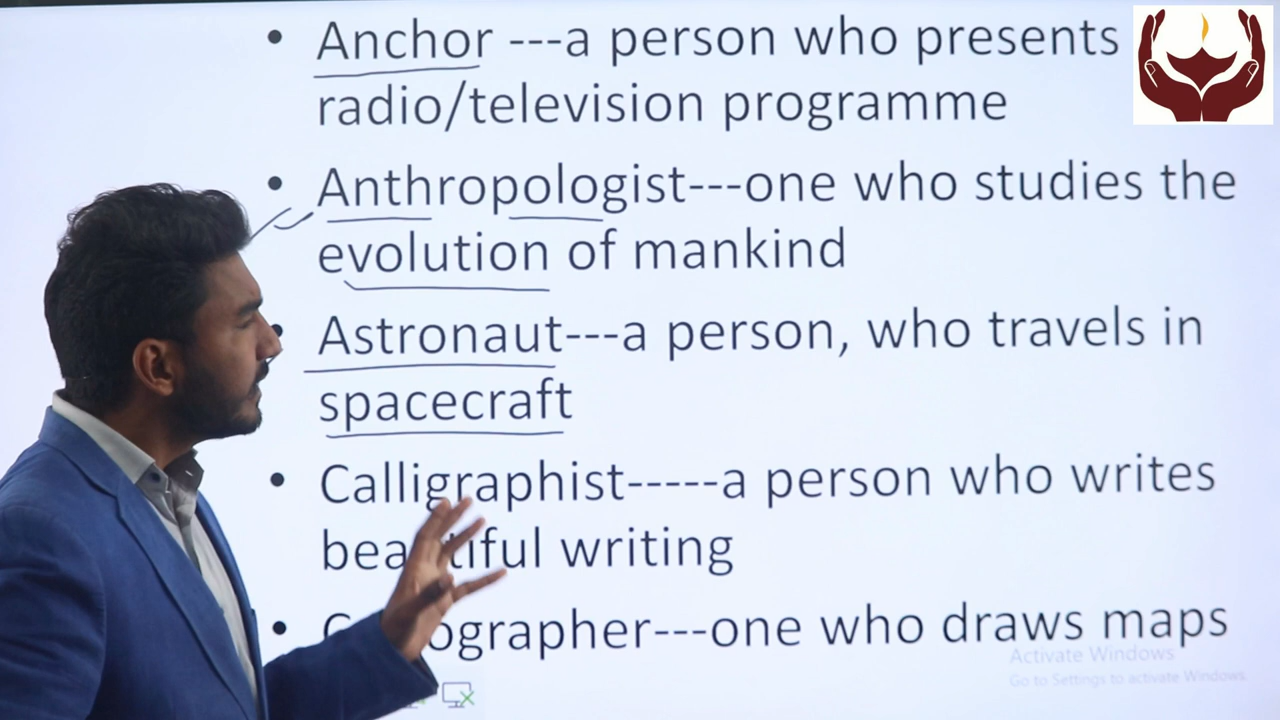 • Anchor ---a person who presents
radio/television programme
• Anthropologist---one who studies the
evolution of mankind
Astronaut---a person, who travels in
spacecraft
• Calligraphist-----a person who writes
writing
• one who draws maps
Activate Windows
Go to Settings to activate Windows.